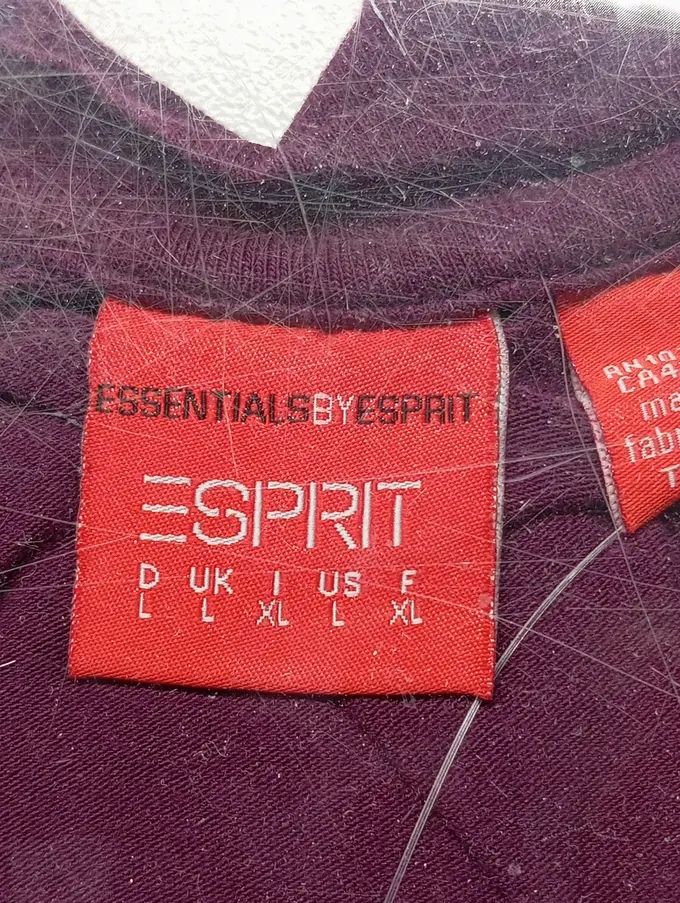 ESSENTIALSBYESPRIT
ESPRIT
D UK I US F
L L XL L XL